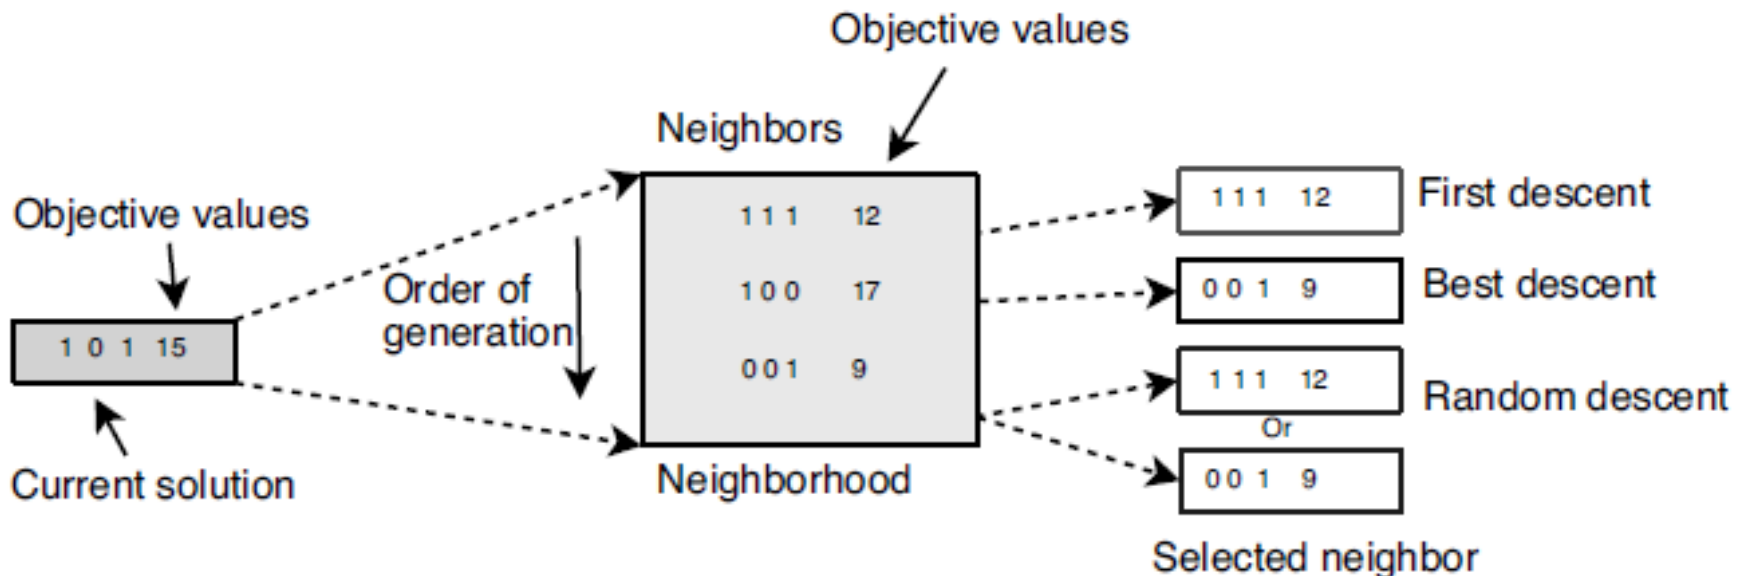 Objective values
Neighbors
Objective values
1 0 1 15
Current solution
Order of
generation
1 1 1 12
1 0 0 17
0 0 1 9
Neighborhood
1 1 1 12
First descent
0 0 1 9
Best descent
1 1 1 12
Random descent
Or
0 0 1 9
Selected neighbor